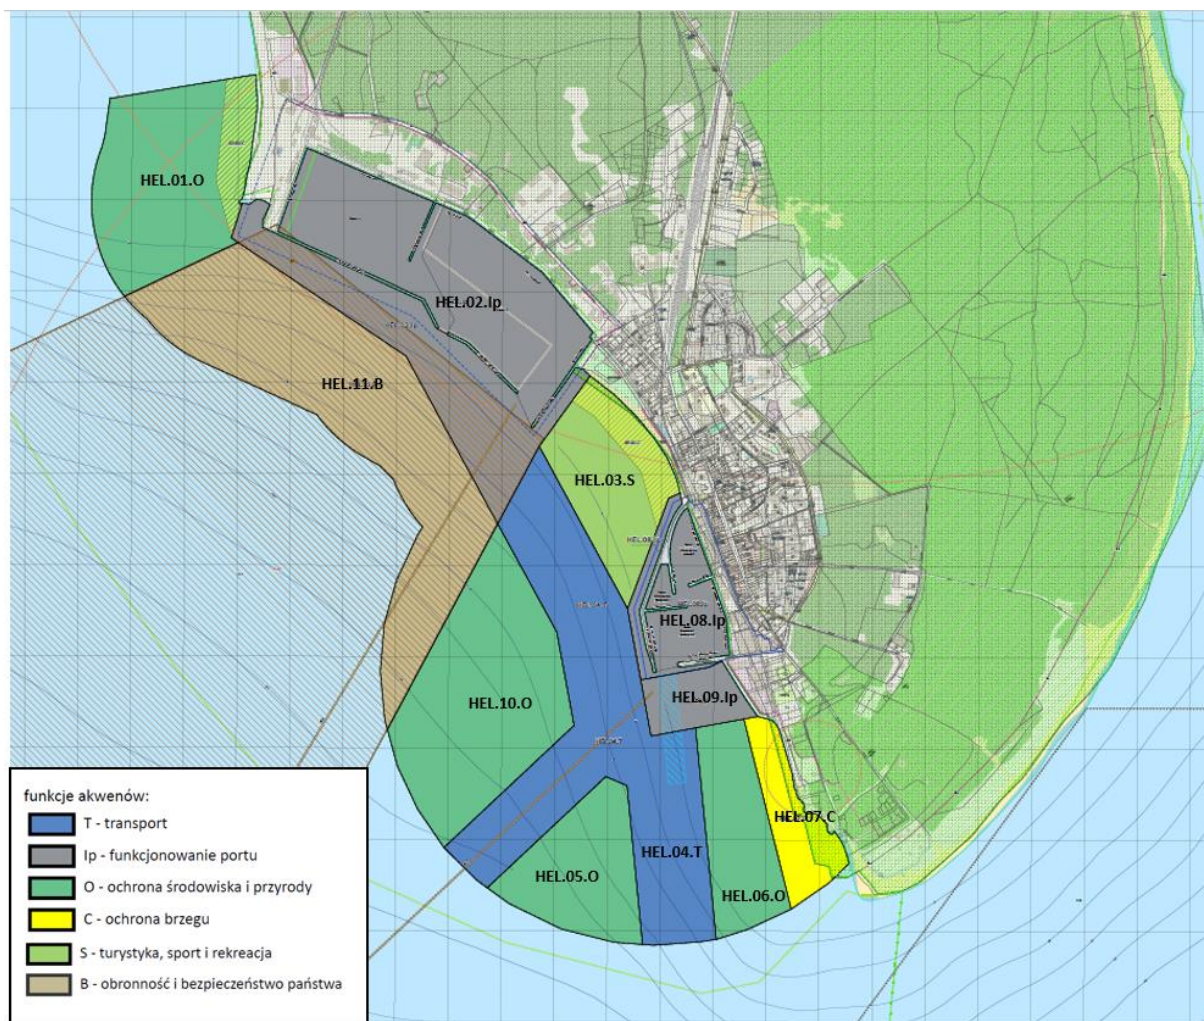 HEL.01.O
HEL.02.Ip
HEL.11.B
HEL.03.S
HEL.08.Ip
HEL.09.Ip
HEL.10.O
HEL.07.C
HEL.04.T
HEL.05.O
HEL.06.O
funkcje akwenów:
T - transport
Ip - funkcjonowanie portu
O - ochrona środowiska i przyrody
C - ochrona brzegu
S - turystyka, sport i rekreacja
B - obronność i bezpieczeństwo państwa